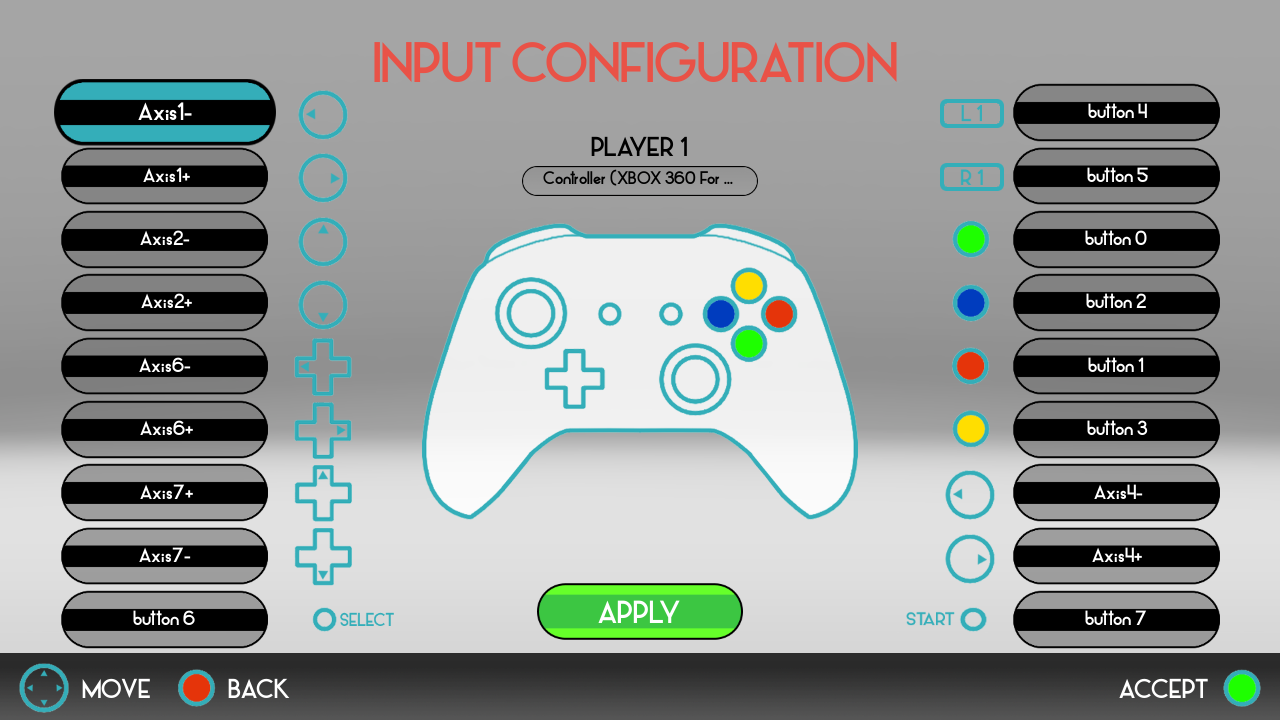 INPUT CONFIGURATION
PLAYER 1
Controller (XBOX 360 For ...
Axis1-
Axis1+
Axis2-
Axis2+
Axis6-
Axis6+
Axis7+
Axis7-
button 6
SELECT
L 1
button 4
R 1
button 5
button 0
button 2
button 1
button 3
Axis4-
Axis4+
START
button 7
APPLY
MOVE
BACK
ACCEPT